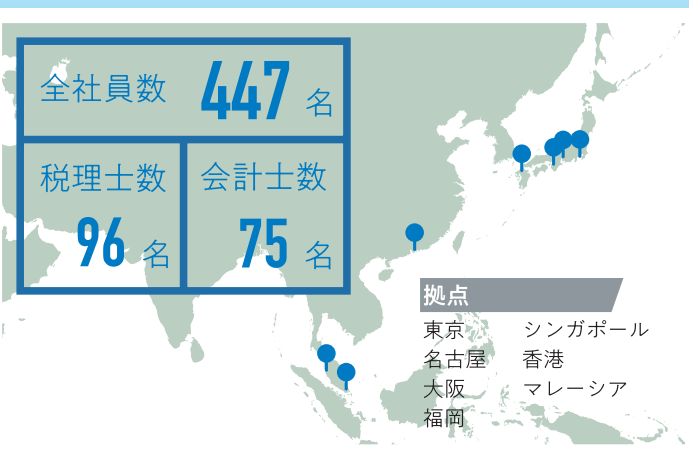 全社員数 447 名
税理士数
96 名
会計士数
75 名
拠点
東京
名古屋
大阪
福岡
シンガポール
香港
マレーシア